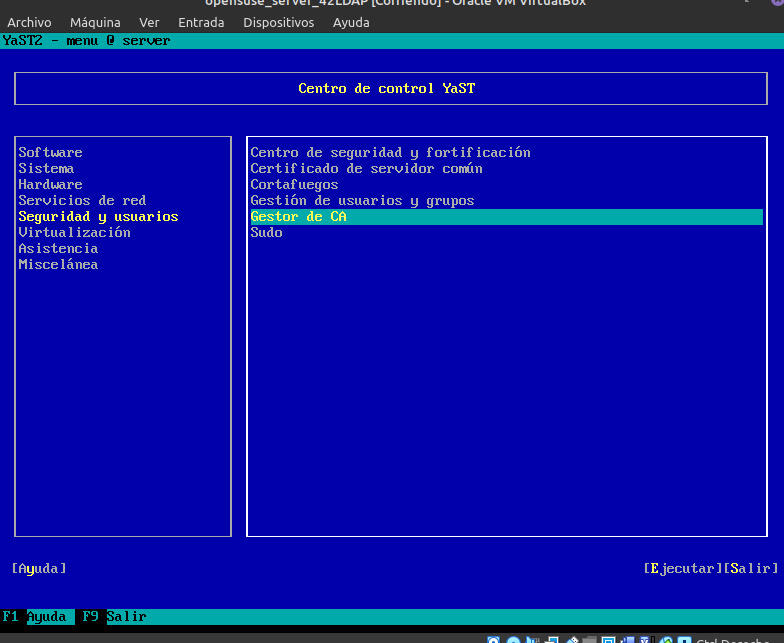 opensuse_server_42LDAP [Corriendo] - Oracle VM VirtualBox
Archivo Máquina Ver Entrada Dispositivos Ayuda
YaST2 - menu @ server
Centro de control YaST
Software
Sistema
Hardware
Servicios de red
Seguridad y usuarios
Virtualización
Asistencia
Miscelánea
Centro de seguridad y fortificación
Certificado de servidor común
Cortafuegos
Gestión de usuarios y grupos
Gestor de CA
Sudo
[Ayuda] [Ejecutar][Salir]
F1 Ayuda F9 Salir
Ctrl Derecho